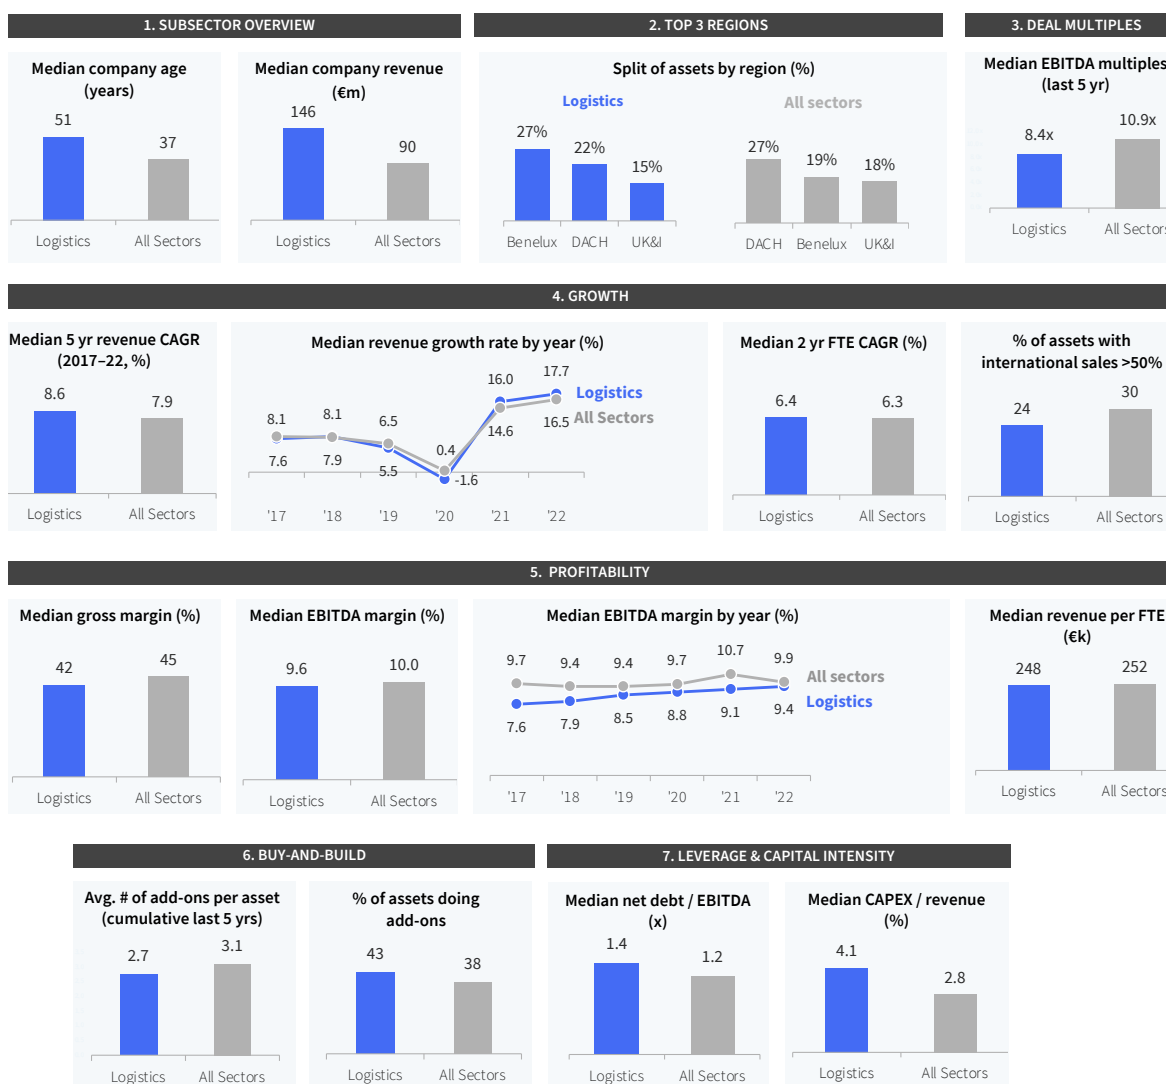 1. SUBSECTOR OVERVIEW
Median company age
(years)
51
37
Logistics
All Sectors
Median company revenue
(€m)
146
90
Logistics
All Sectors
2. TOP 3 REGIONS
Split of assets by region (%)
Logistics
27%
22%
15%
Benelux
DACH
UK&I
All sectors
27%
19%
18%
DACH
Benelux
UK&I
3. DEAL MULTIPLES
Median EBITDA multiples
(last 5 yr)
8.4x
10.9x
Logistics
All Sectors
4. GROWTH
Median 5 yr revenue CAGR
(2017–22, %)
8.6
7.9
Logistics
All Sectors
Median revenue growth rate by year (%)
8.1
8.1
6.5
0.4
16.0
17.7
Logistics
All Sectors
7.6
7.9
5.5
-1.6
14.6
16.5
'17
'18
'19
'20
'21
'22
Median 2 yr FTE CAGR (%)
6.4
6.3
Logistics
All Sectors
% of assets with
international sales >50%
24
30
Logistics
All Sectors
5. PROFITABILITY
Median gross margin (%)
42
45
Logistics
All Sectors
Median EBITDA margin (%)
9.6
10.0
Logistics
All Sectors
Median EBITDA margin by year (%)
9.7
9.4
9.4
9.7
10.7
9.9
All sectors
Logistics
7.6
7.9
8.5
8.8
9.1
9.4
'17
'18
'19
'20
'21
'22
Median revenue per FTE
(€k)
248
252
Logistics
All Sectors
6. BUY-AND-BUILD
Avg. # of add-ons per asset
(cumulative last 5 yrs)
2.7
3.1
Logistics
All Sectors
% of assets doing
add-ons
43
38
Logistics
All Sectors
7. LEVERAGE & CAPITAL INTENSITY
Median net debt / EBITDA
(x)
1.4
1.2
Logistics
All Sectors
Median CAPEX / revenue
(%)
4.1
2.8
Logistics
All Sectors